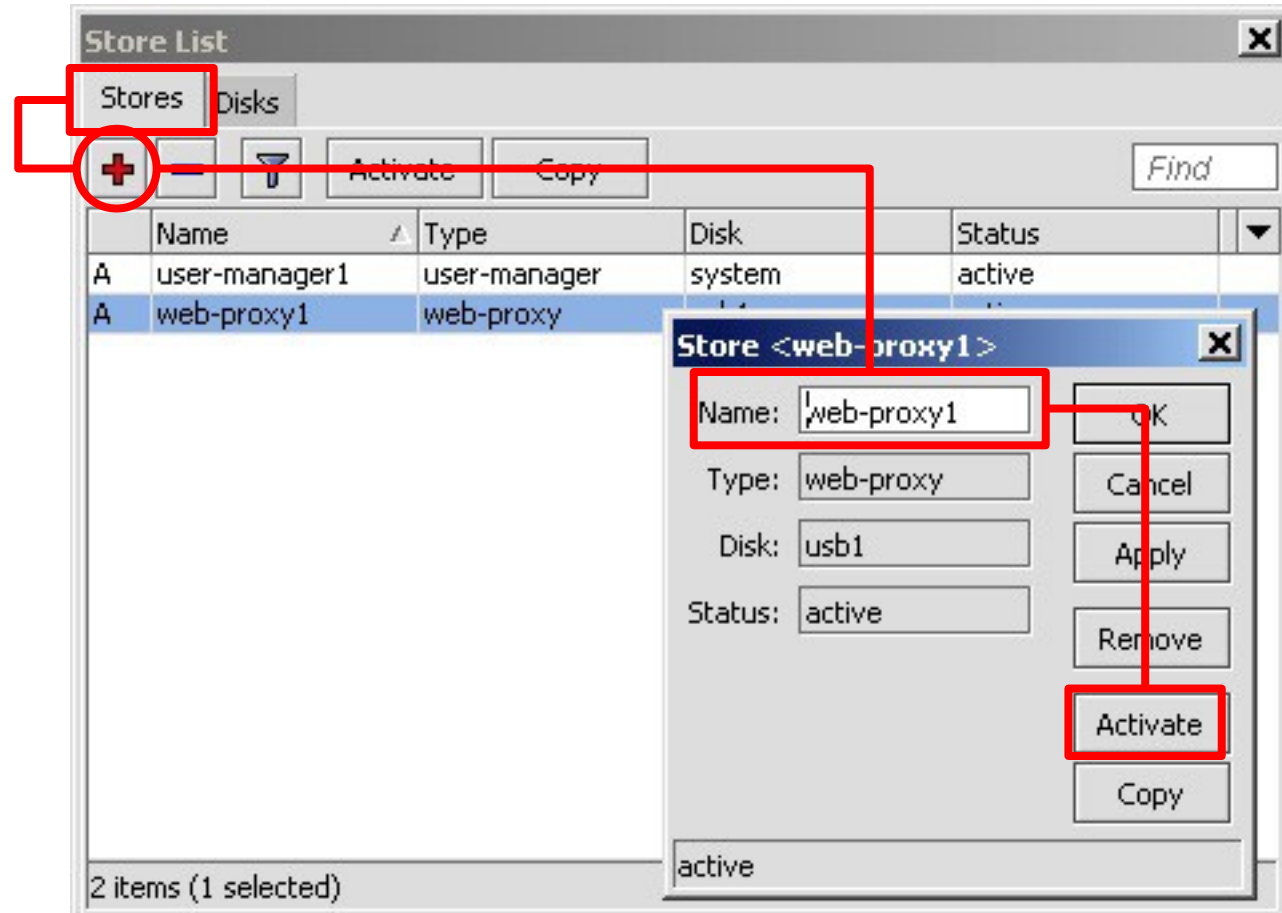 Store List
Stores Disks
Activate Copy Find
Name Type Disk Status
A user-manager1 user-manager system active
A web-proxy1 web-proxy
Store <web-proxy1>
Name: web-proxy1 OK
Type: web-proxy Cancel
Disk: usb1 Apply
Status: active Remove
Activate
Copy
active
2 items (1 selected)